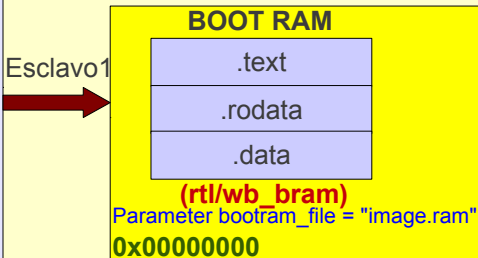 BOOT RAM
Esclavo1
.text
.rodata
.data
(rtl/wb_bram)
Parameter bootram_file = "image.ram"
0x00000000